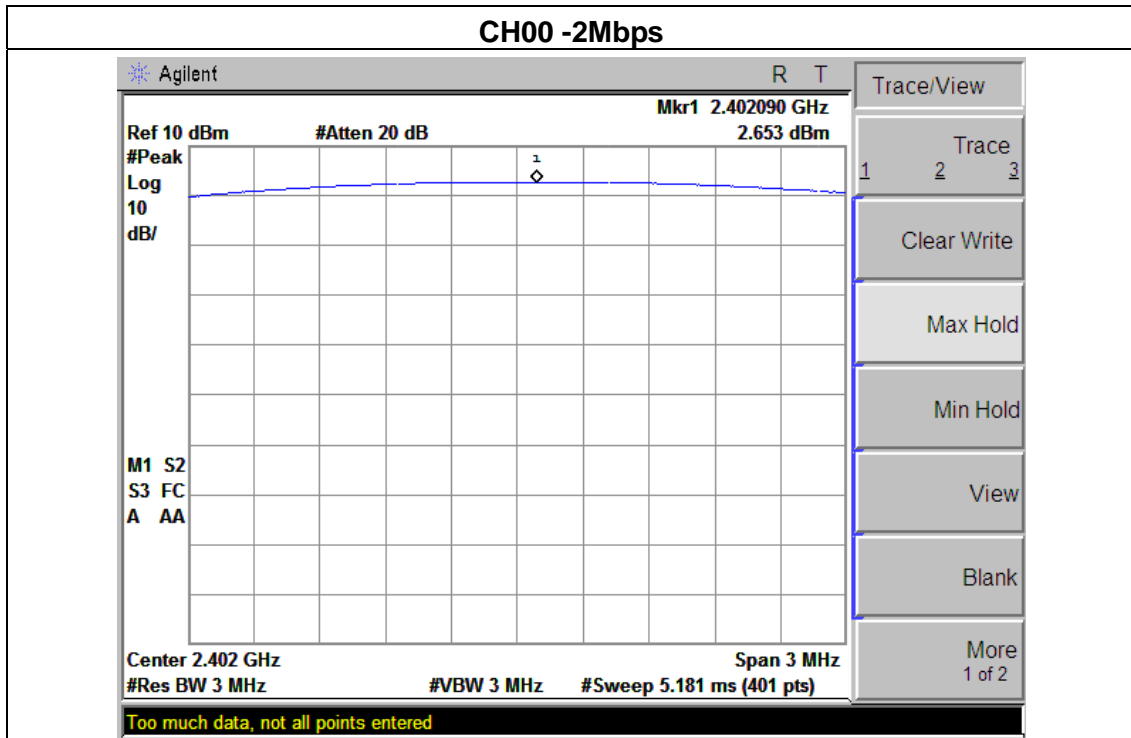 CH00 -2Mbps
Agilent R T
Trace/View
Mkr1 2.402090 GHz
Ref 10 dBm #Atten 20 dB 2.653 dBm
#Peak
Log
10
dB/
1
Trace
1 2 3
Clear Write
Max Hold
Min Hold
M1 S2
S3 FC
A AA
View
Blank
Center 2.402 GHz Span 3 MHz
#Res BW 3 MHz #VBW 3 MHz #Sweep 5.181 ms (401 pts)
More
1 of 2
Too much data, not all points entered